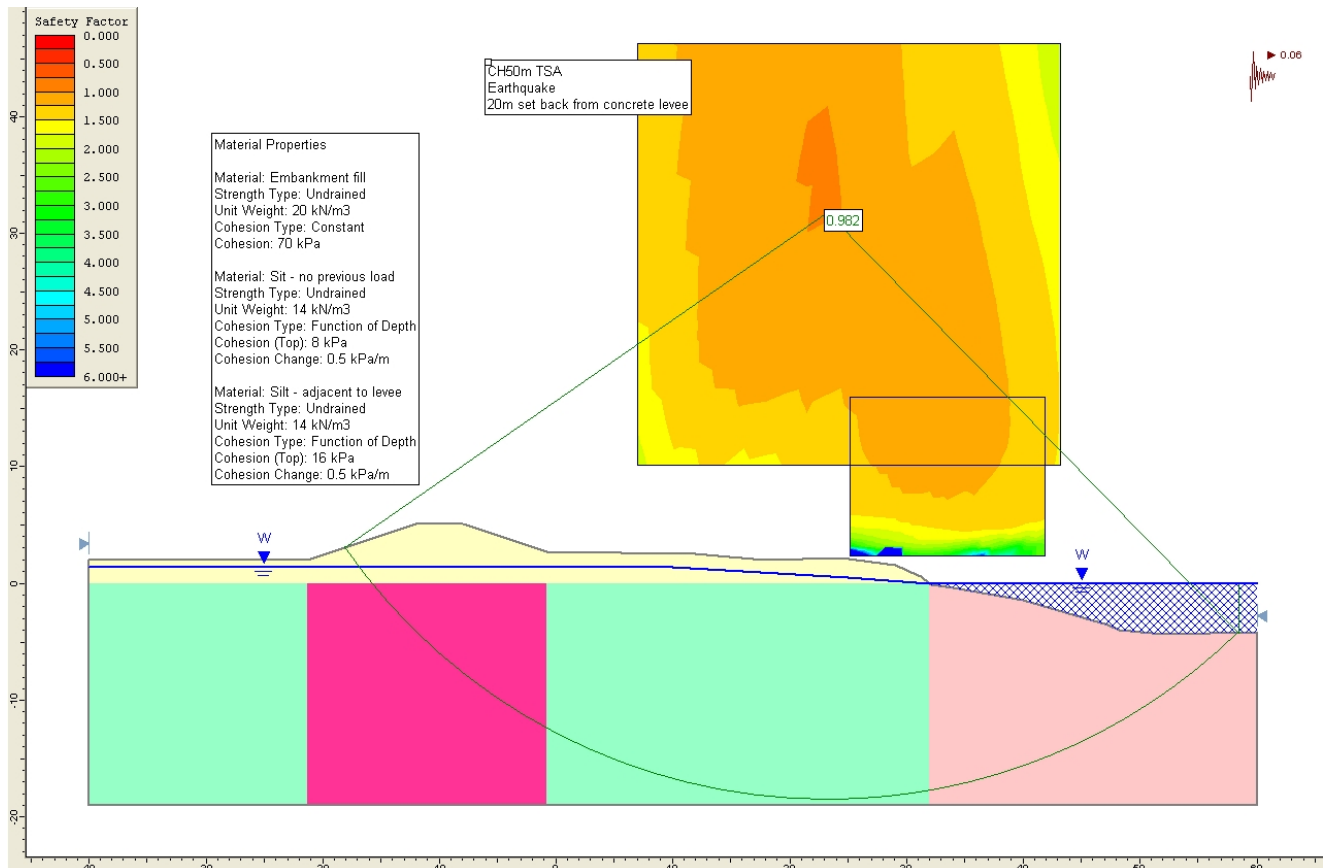 Safety Factor
0.000
0.500
1.000
1.500
2.000
2.500
3.000
3.500
4.000
4.500
5.000
5.500
6.000+
CH50m TSA
Earthquake
20m set back from concrete levee
0.06
Material Properties
Material: Embankment fill
Strength Type: Undrained
Unit Weight: 20 kN/m3
Cohesion Type: Constant
Cohesion: 70 kPa
Material: Sit - no previous load
Strength Type: Undrained
Unit Weight: 14 kN/m3
Cohesion Type: Function of Depth
Cohesion (Top): 8 kPa
Cohesion Change: 0.5 kPa/m
Material: Silt - adjacent to levee
Strength Type: Undrained
Unit Weight: 14 kN/m3
Cohesion Type: Function of Depth
Cohesion (Top): 16 kPa
Cohesion Change: 0.5 kPa/m
0.982
W
W
40
30
20
10
0
-10
-20